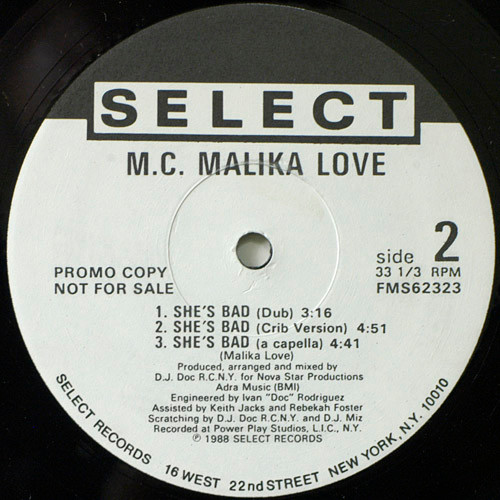 SELECT
M.C. MALIKA LOVE
side 2
PROMO COPY 33 1/3 RPM
NOT FOR SALE FMS62323
1. SHE'S BAD (Dub) 3:16
2. SHE'S BAD (Crib Version) 4:51
3. SHE'S BAD (a capella) 4:41
(Malika Love)
Produced, arranged and mixed by
D.J. Doc R.C.N.Y. for Nova Star Productions
Adra Music (BMI)
Engineered by Ivan "Doc" Rodriguez
Assisted by Keith Jacks and Rebekah Foster
Scratching by D.J. Doc R.C.N.Y. and D.J. Miz
Recorded at Power Play Studios, L.I.C., N.Y.
℗ 1988 SELECT RECORDS
SELECT RECORDS 16 WEST 22nd STREET NEW YORK, N.Y. 10010